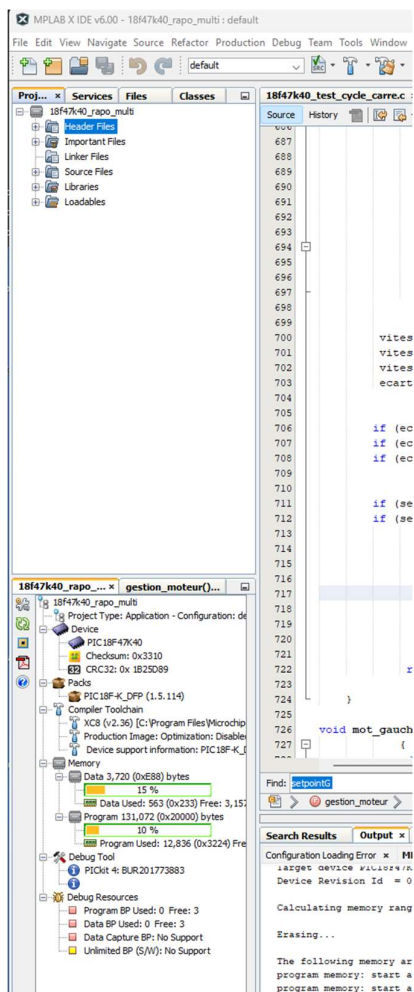 MPLAB X IDE v6.00 - 18f47k40_rapo_multi : default
File Edit View Navigate Source Refactor Production Debug Team Tools Window
default
Proj... × Services Files Classes
18f47k40_rapo_multi
Header Files
Important Files
Linker Files
Source Files
Libraries
Loadables
18f47k40_test_cycle_carre.c
Source History
686
687
688
689
690
691
692
693
694
695
696
697
698
699
700 vites
701 vites
702 vites
703 ecart
704
705
706 if (ec
707 if (ec
708 if (ec
709
710
711 if (se
712 if (se
713
714
715
716
717
718
719
720
721
722 r
723
724 }
725
726 void mot_gauch
727 {
Find: setpointG
gestion_moteur
18f47k40_rapo_... × gestion_moteur()...
18f47k40_rapo_multi
Project Type: Application - Configuration: de
Device
PIC18F47K40
Checksum: 0x3310
CRC32: 0x 1B25D89
Packs
PIC18F-K_DFP (1.5.114)
Compiler Toolchain
XC8 (v2.36) [C:\Program Files\Microchip
Production Image: Optimization: Disable
Device support information: PIC18F-K_D
Memory
Data 3,720 (0xE88) bytes
15 %
Data Used: 563 (0x233) Free: 3,157
Program 131,072 (0x20000) bytes
10 %
Program Used: 12,836 (0x3224) Fre
Debug Tool
PICkit 4: BUR201773883
Debug Resources
Program BP Used: 0 Free: 3
Data BP Used: 0 Free: 3
Data Capture BP: No Support
Unlimited BP (S/W): No Support
Search Results Output ×
Configuration Loading Error ×
Target device PIC18F47K
Device Revision Id = 0
Calculating memory rang
Erasing...
The following memory ar
program memory: start a
program memory: start a